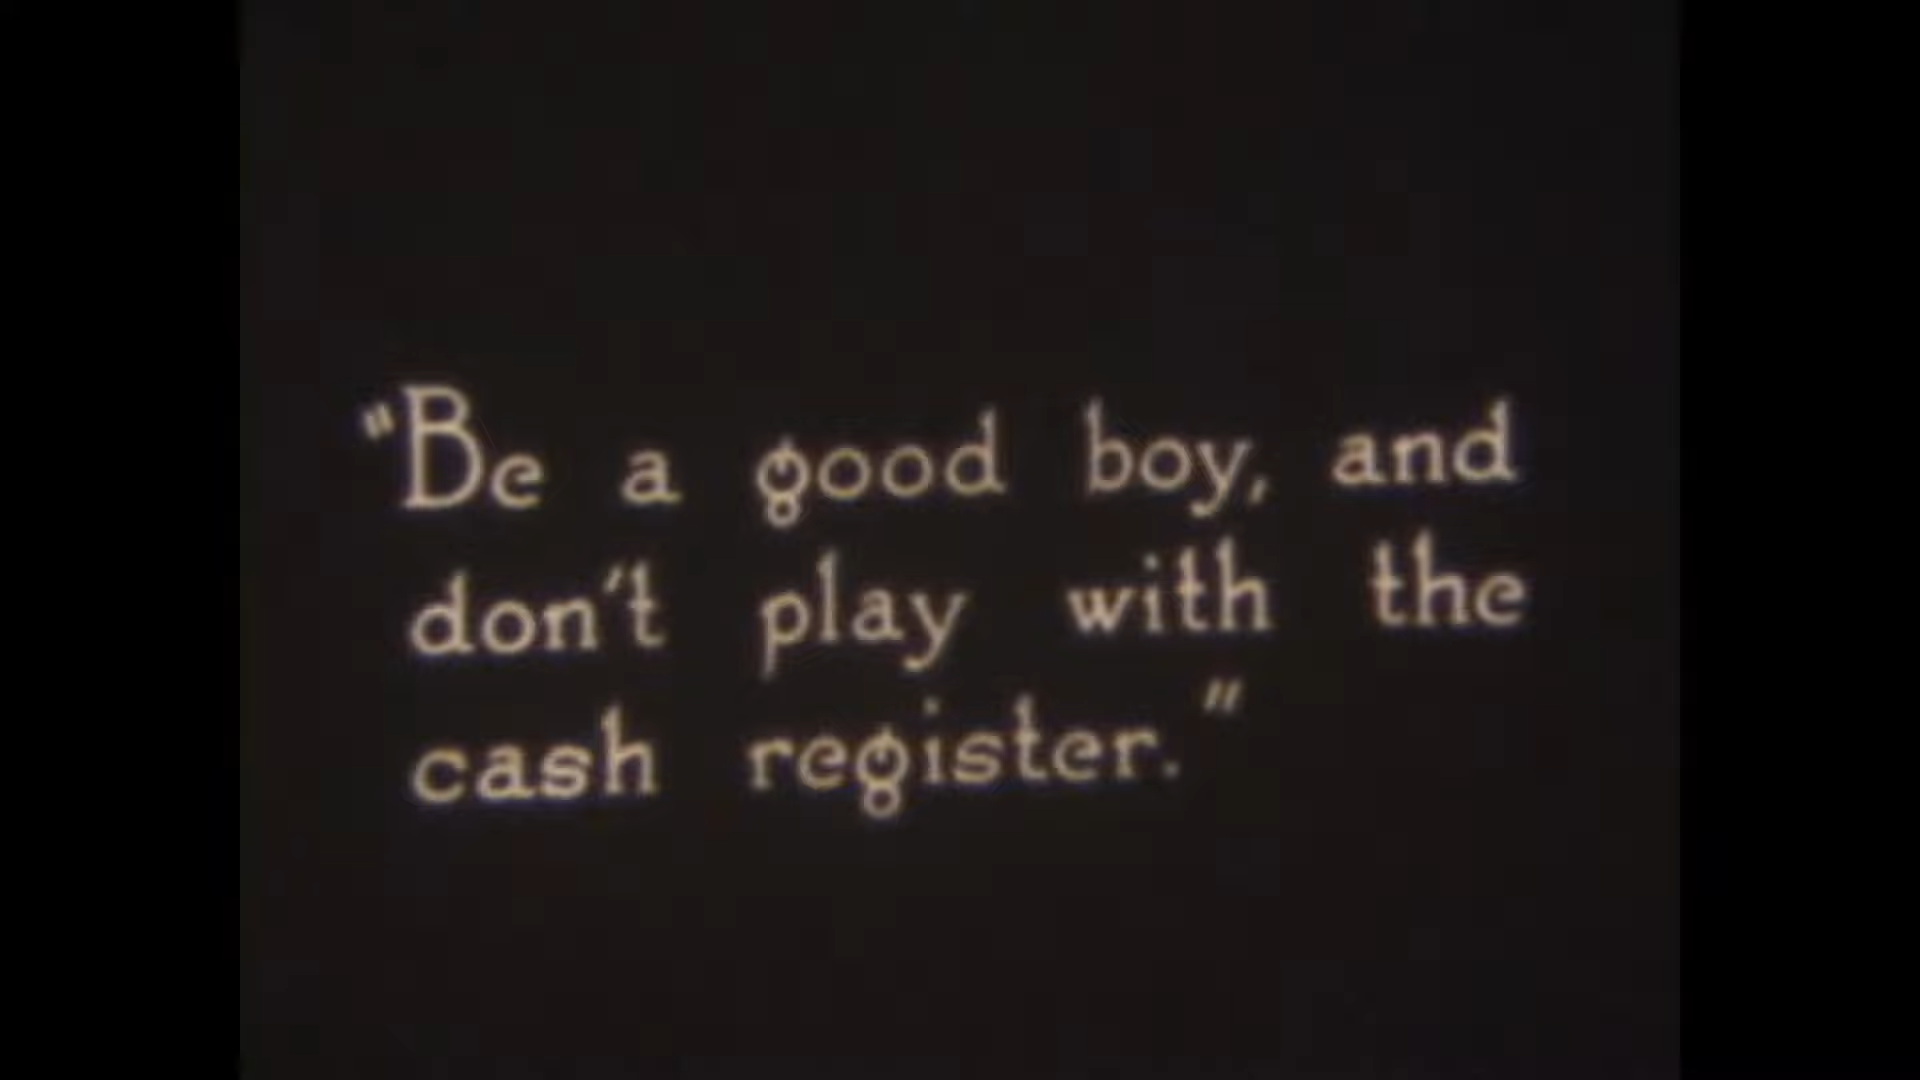 "Be a good boy, and
don't play with the
cash register."